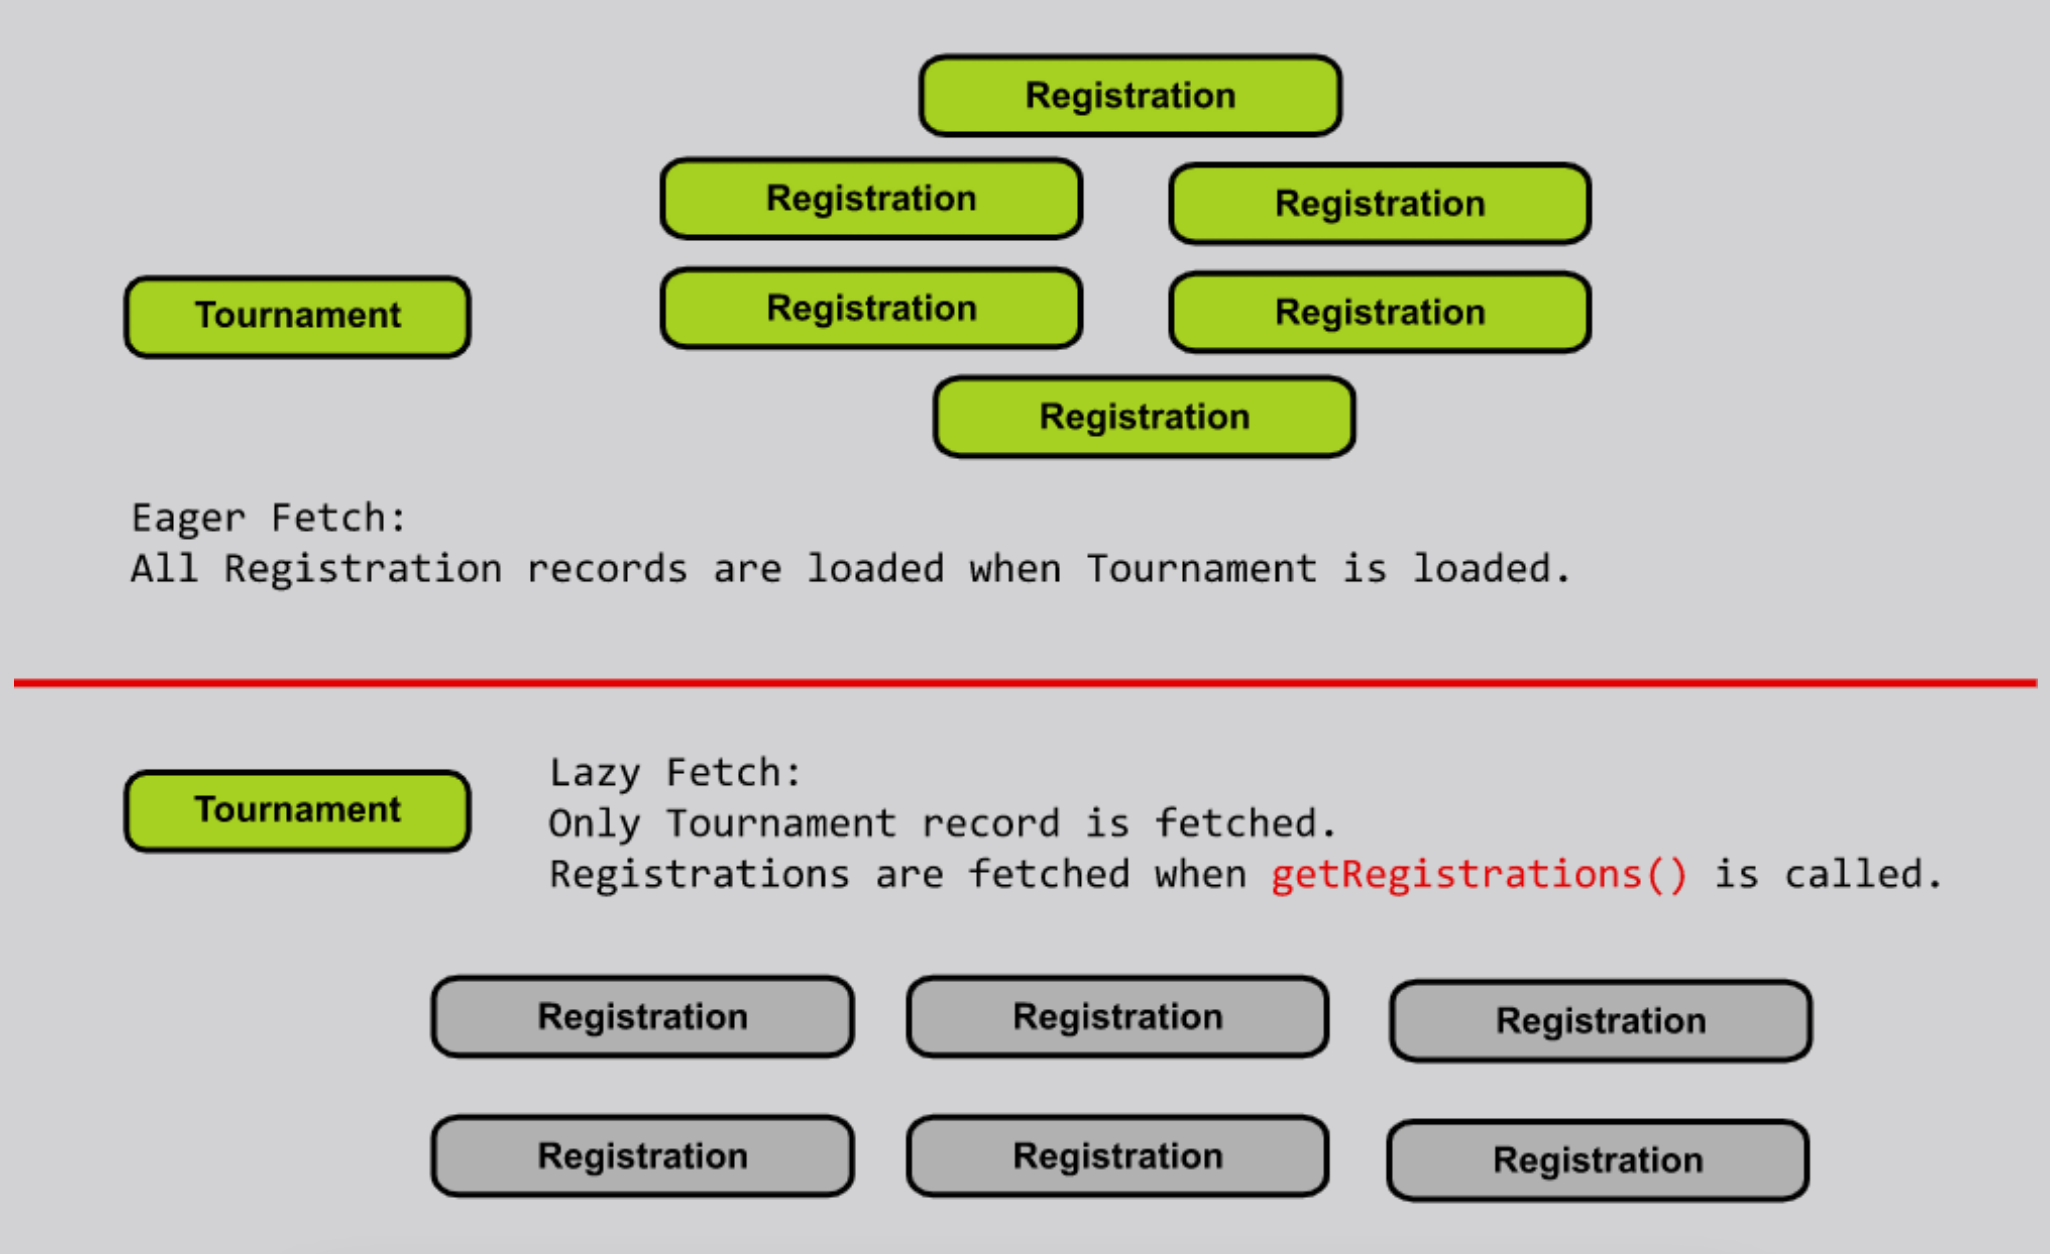 Registration
Registration
Registration
Registration
Registration
Tournament
Registration
Eager Fetch:
All Registration records are loaded when Tournament is loaded.
Tournament
Lazy Fetch:
Only Tournament record is fetched.
Registrations are fetched when getRegistrations() is called.
Registration
Registration
Registration
Registration
Registration
Registration